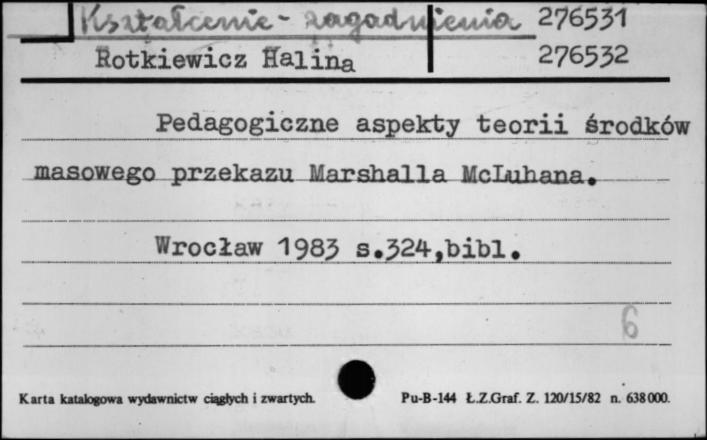 Kształcenie - zagadnienia 276531
Rotkiewicz Halina 276532
Pedagogiczne aspekty teorii środków
masowego przekazu Marshalla McLuhana.
Wrocław 1983 s.324,bibl.
6
Karta katalogowa wydawnictw ciągłych i zwartych. Pu-B-144 Ł.Z.Graf. Z. 120/15/82 n. 638000.